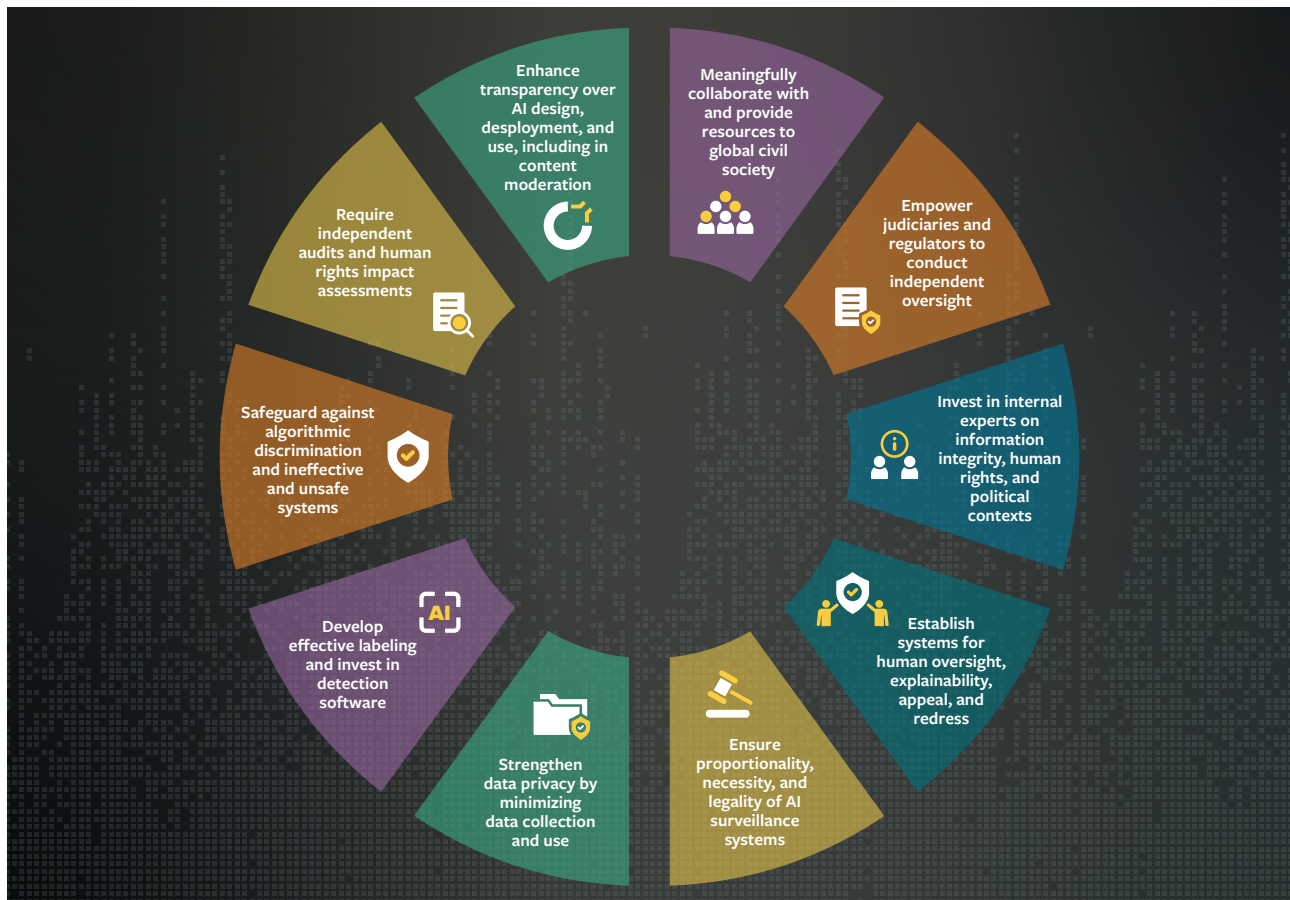 Enhance
transparency over
AI design,
desployment, and
use, including in
content
moderation
Meaningfully
collaborate with
and provide
resources to
global civil
society
Empower
judiciaries and
regulators to
conduct
independent
oversight
Invest in internal
experts on
information
integrity, human
rights, and
political
contexts
Establish
systems for
human oversight,
explainability,
appeal, and
redress
Ensure
proportionality,
necessity, and
legality of AI
surveillance
systems
Strengthen
data privacy by
minimizing
data collection
and use
Develop
effective labeling
and invest in
detection
software
AI
Safeguard against
algorithmic
discrimination
and ineffective
and unsafe
systems
Require
independent
audits and human
rights impact
assessments